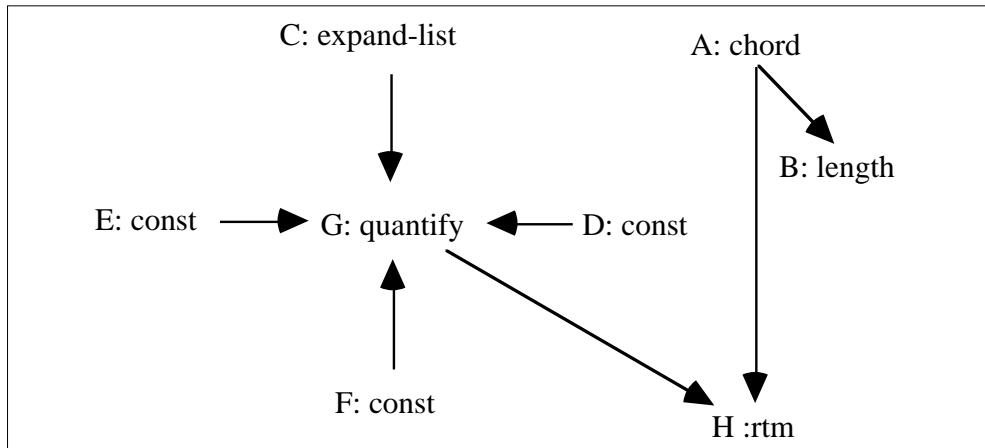 C: expand-list
A: chord
B: length
E: const
G: quantify
D: const
F: const
H :rtm